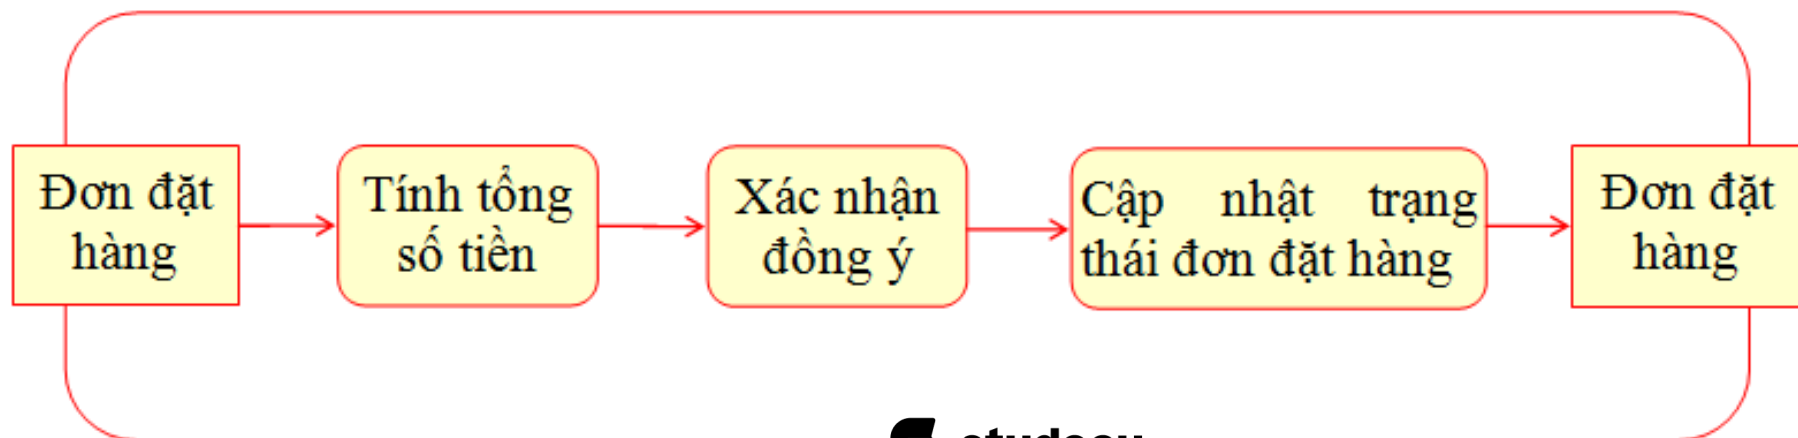 Đơn đặt
hàng
Tính tổng
số tiền
Xác nhận
đồng ý
Cập nhật trạng
thái đơn đặt hàng
Đơn đặt
hàng
studocu